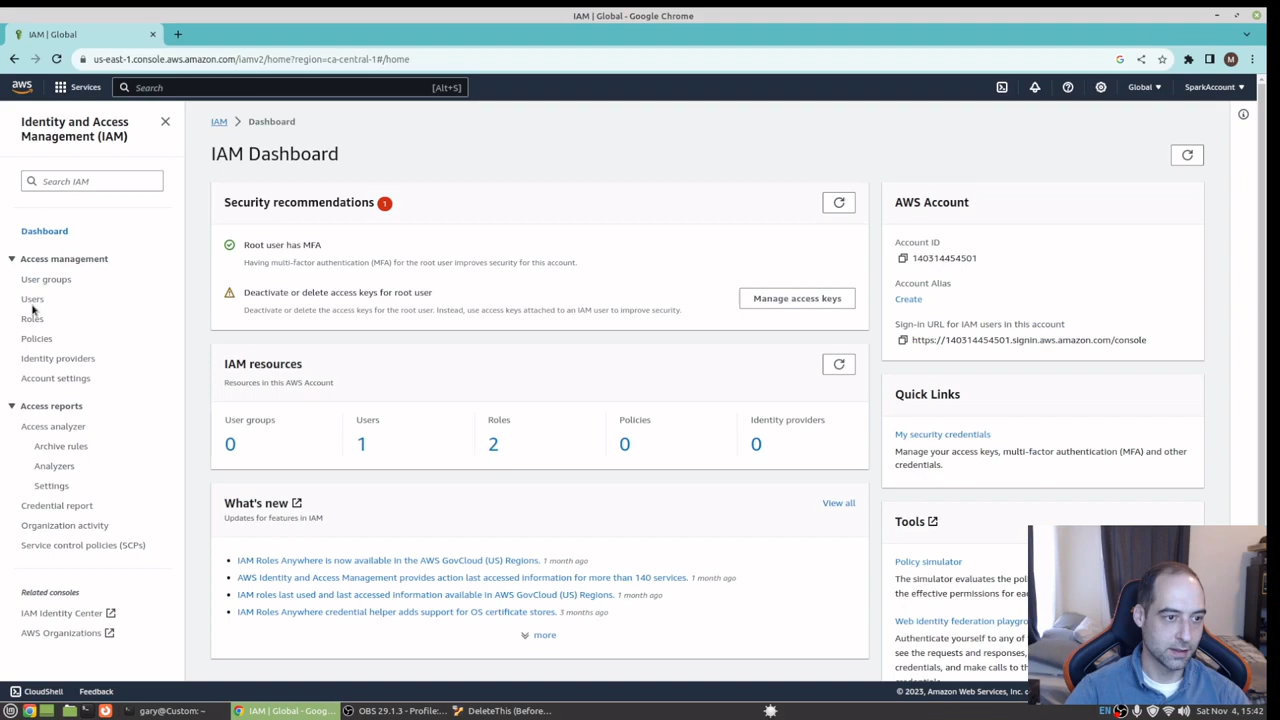 IAM | Global - Google Chrome
IAM | Global
us-east-1.console.aws.amazon.com/iamv2/home?region=ca-central-1#/home
M
aws
Services
Search
[Alt+S]
Global
SparkAccount
Identity and Access
Management (IAM)
Search IAM
Dashboard
Access management
User groups
Users
Roles
Policies
Identity providers
Account settings
Access reports
Access analyzer
Archive rules
Analyzers
Settings
Credential report
Organization activity
Service control policies (SCPs)
Related consoles
IAM Identity Center
AWS Organizations
IAM > Dashboard
IAM Dashboard
Security recommendations 1
Root user has MFA
Having multi-factor authentication (MFA) for the root user improves security for this account.
Deactivate or delete access keys for root user
Deactivate or delete the access keys for the root user. Instead, use access keys attached to an IAM user to improve security.
Manage access keys
IAM resources
Resources in this AWS Account
User groups
0
Users
1
Roles
2
Policies
0
Identity providers
0
What's new
View all
Updates for features in IAM
IAM Roles Anywhere is now available in the AWS GovCloud (US) Regions. 1 month ago
AWS Identity and Access Management provides action last accessed information for more than 140 services. 1 month ago
IAM roles last used and last accessed information available in AWS GovCloud (US) Regions. 1 month ago
IAM Roles Anywhere credential helper adds support for OS certificate stores. 3 months ago
more
AWS Account
Account ID
140314454501
Account Alias
Create
Sign-in URL for IAM users in this account
https://140314454501.signin.aws.amazon.com/console
Quick Links
My security credentials
Manage your access keys, multi-factor authentication (MFA) and other
credentials.
Tools
Policy simulator
The simulator evaluates the
the effective permissions for
Web identity federation
Authenticate yourself to any of
see the requests and responses,
credentials, and make calls to
CloudShell
Feedback
© 2023, Amazon Web Services, Inc.
gary@Custom: ~
IAM | Global - Goog...
OBS 29.1.3 - Profile:...
DeleteThis (Before...
EN
Sat Nov 4, 15:42